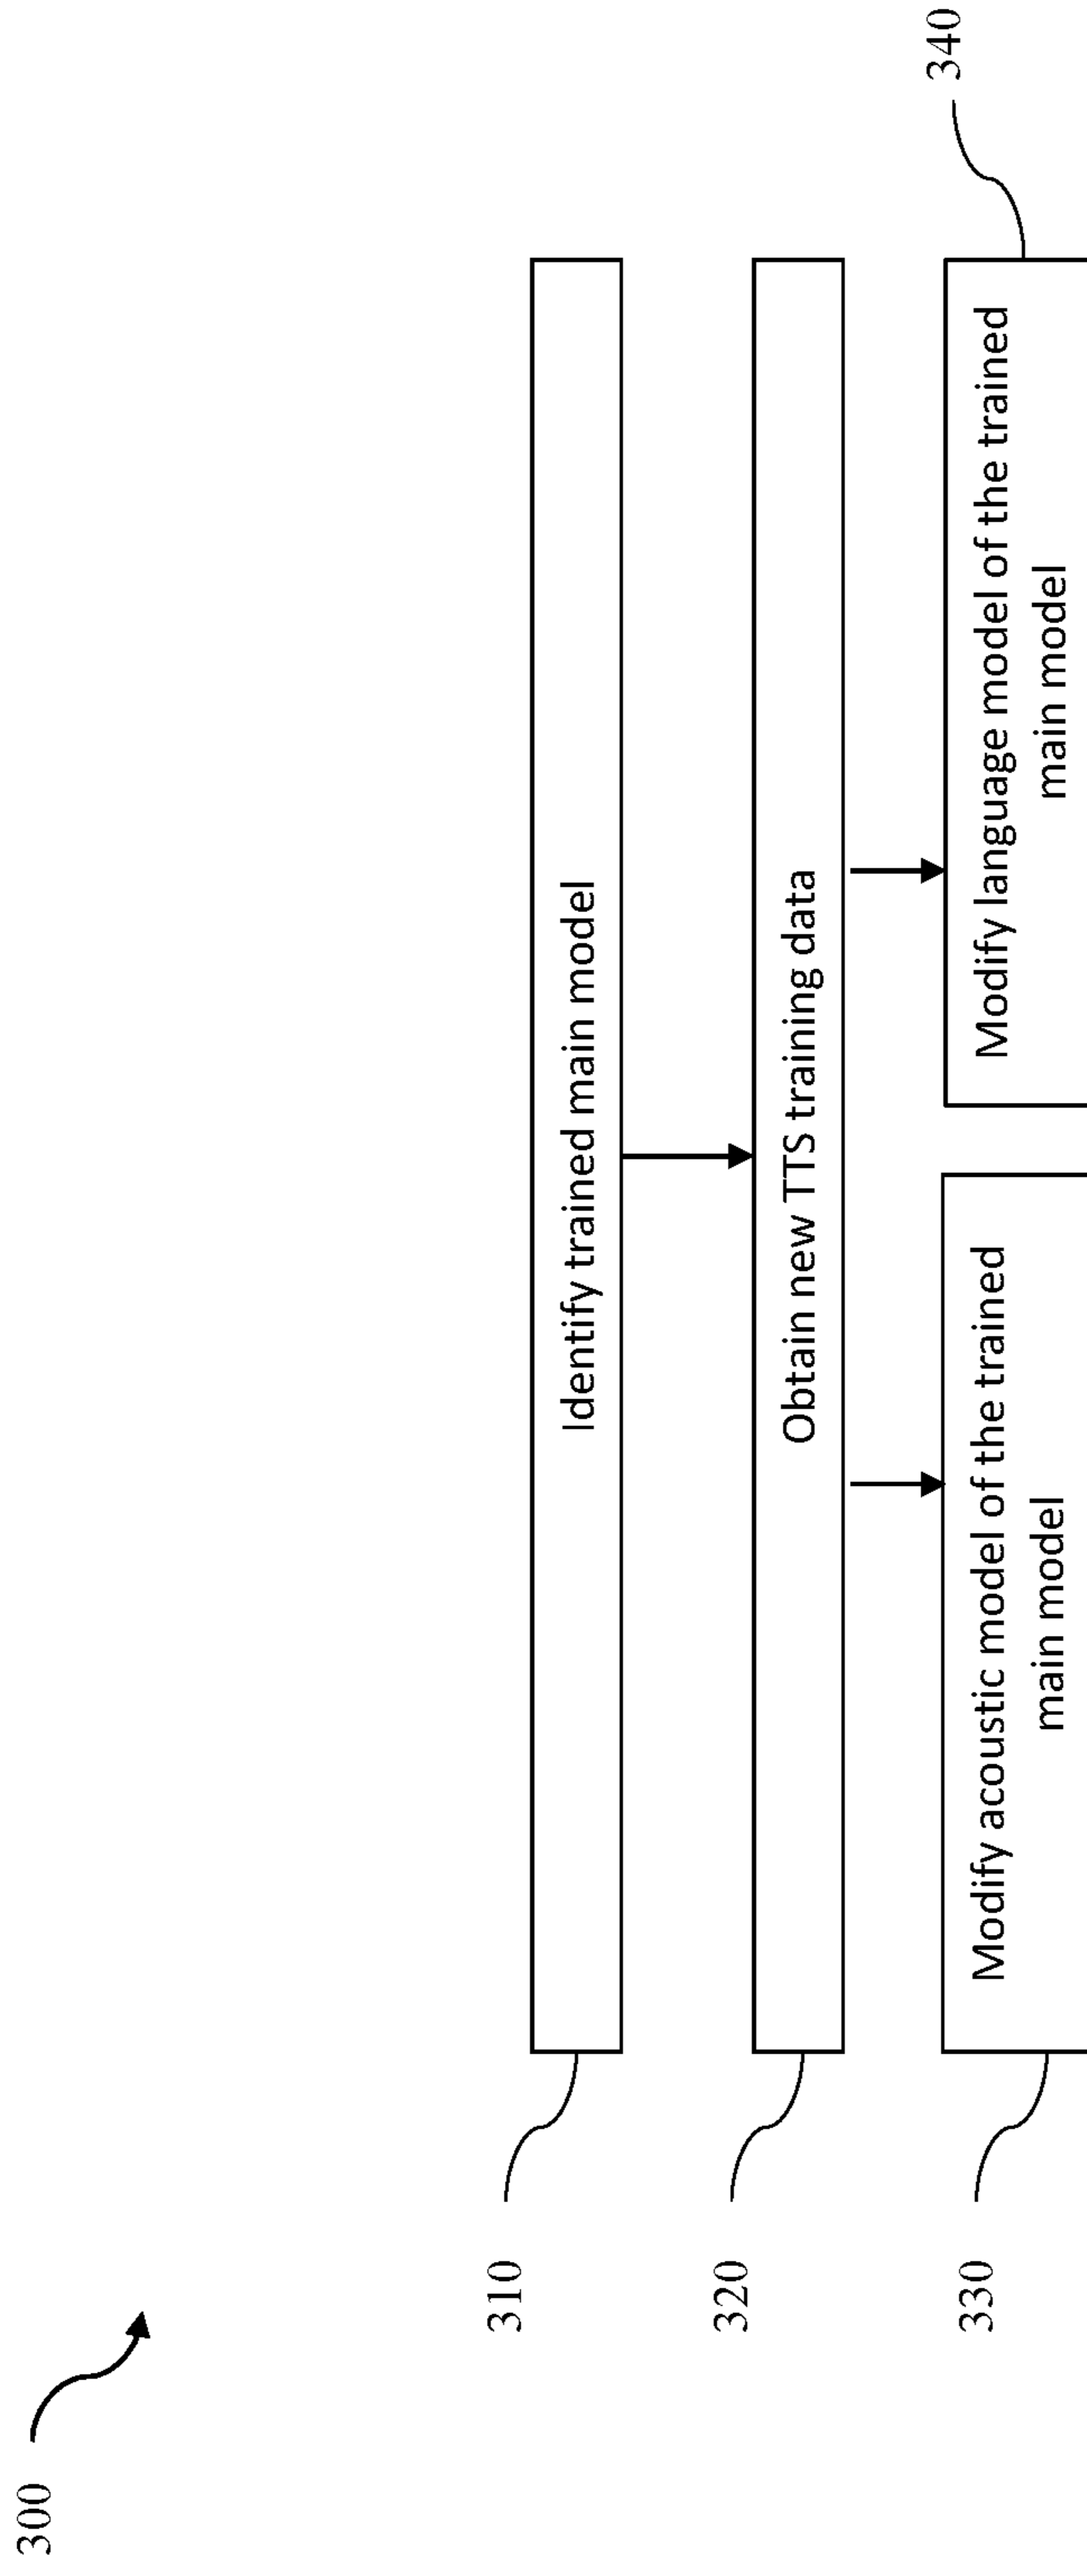 300
310
Identify trained main model
320
Obtain new TTS training data
330
Modify acoustic model of the trained
main model
340
Modify language model of the trained
main model